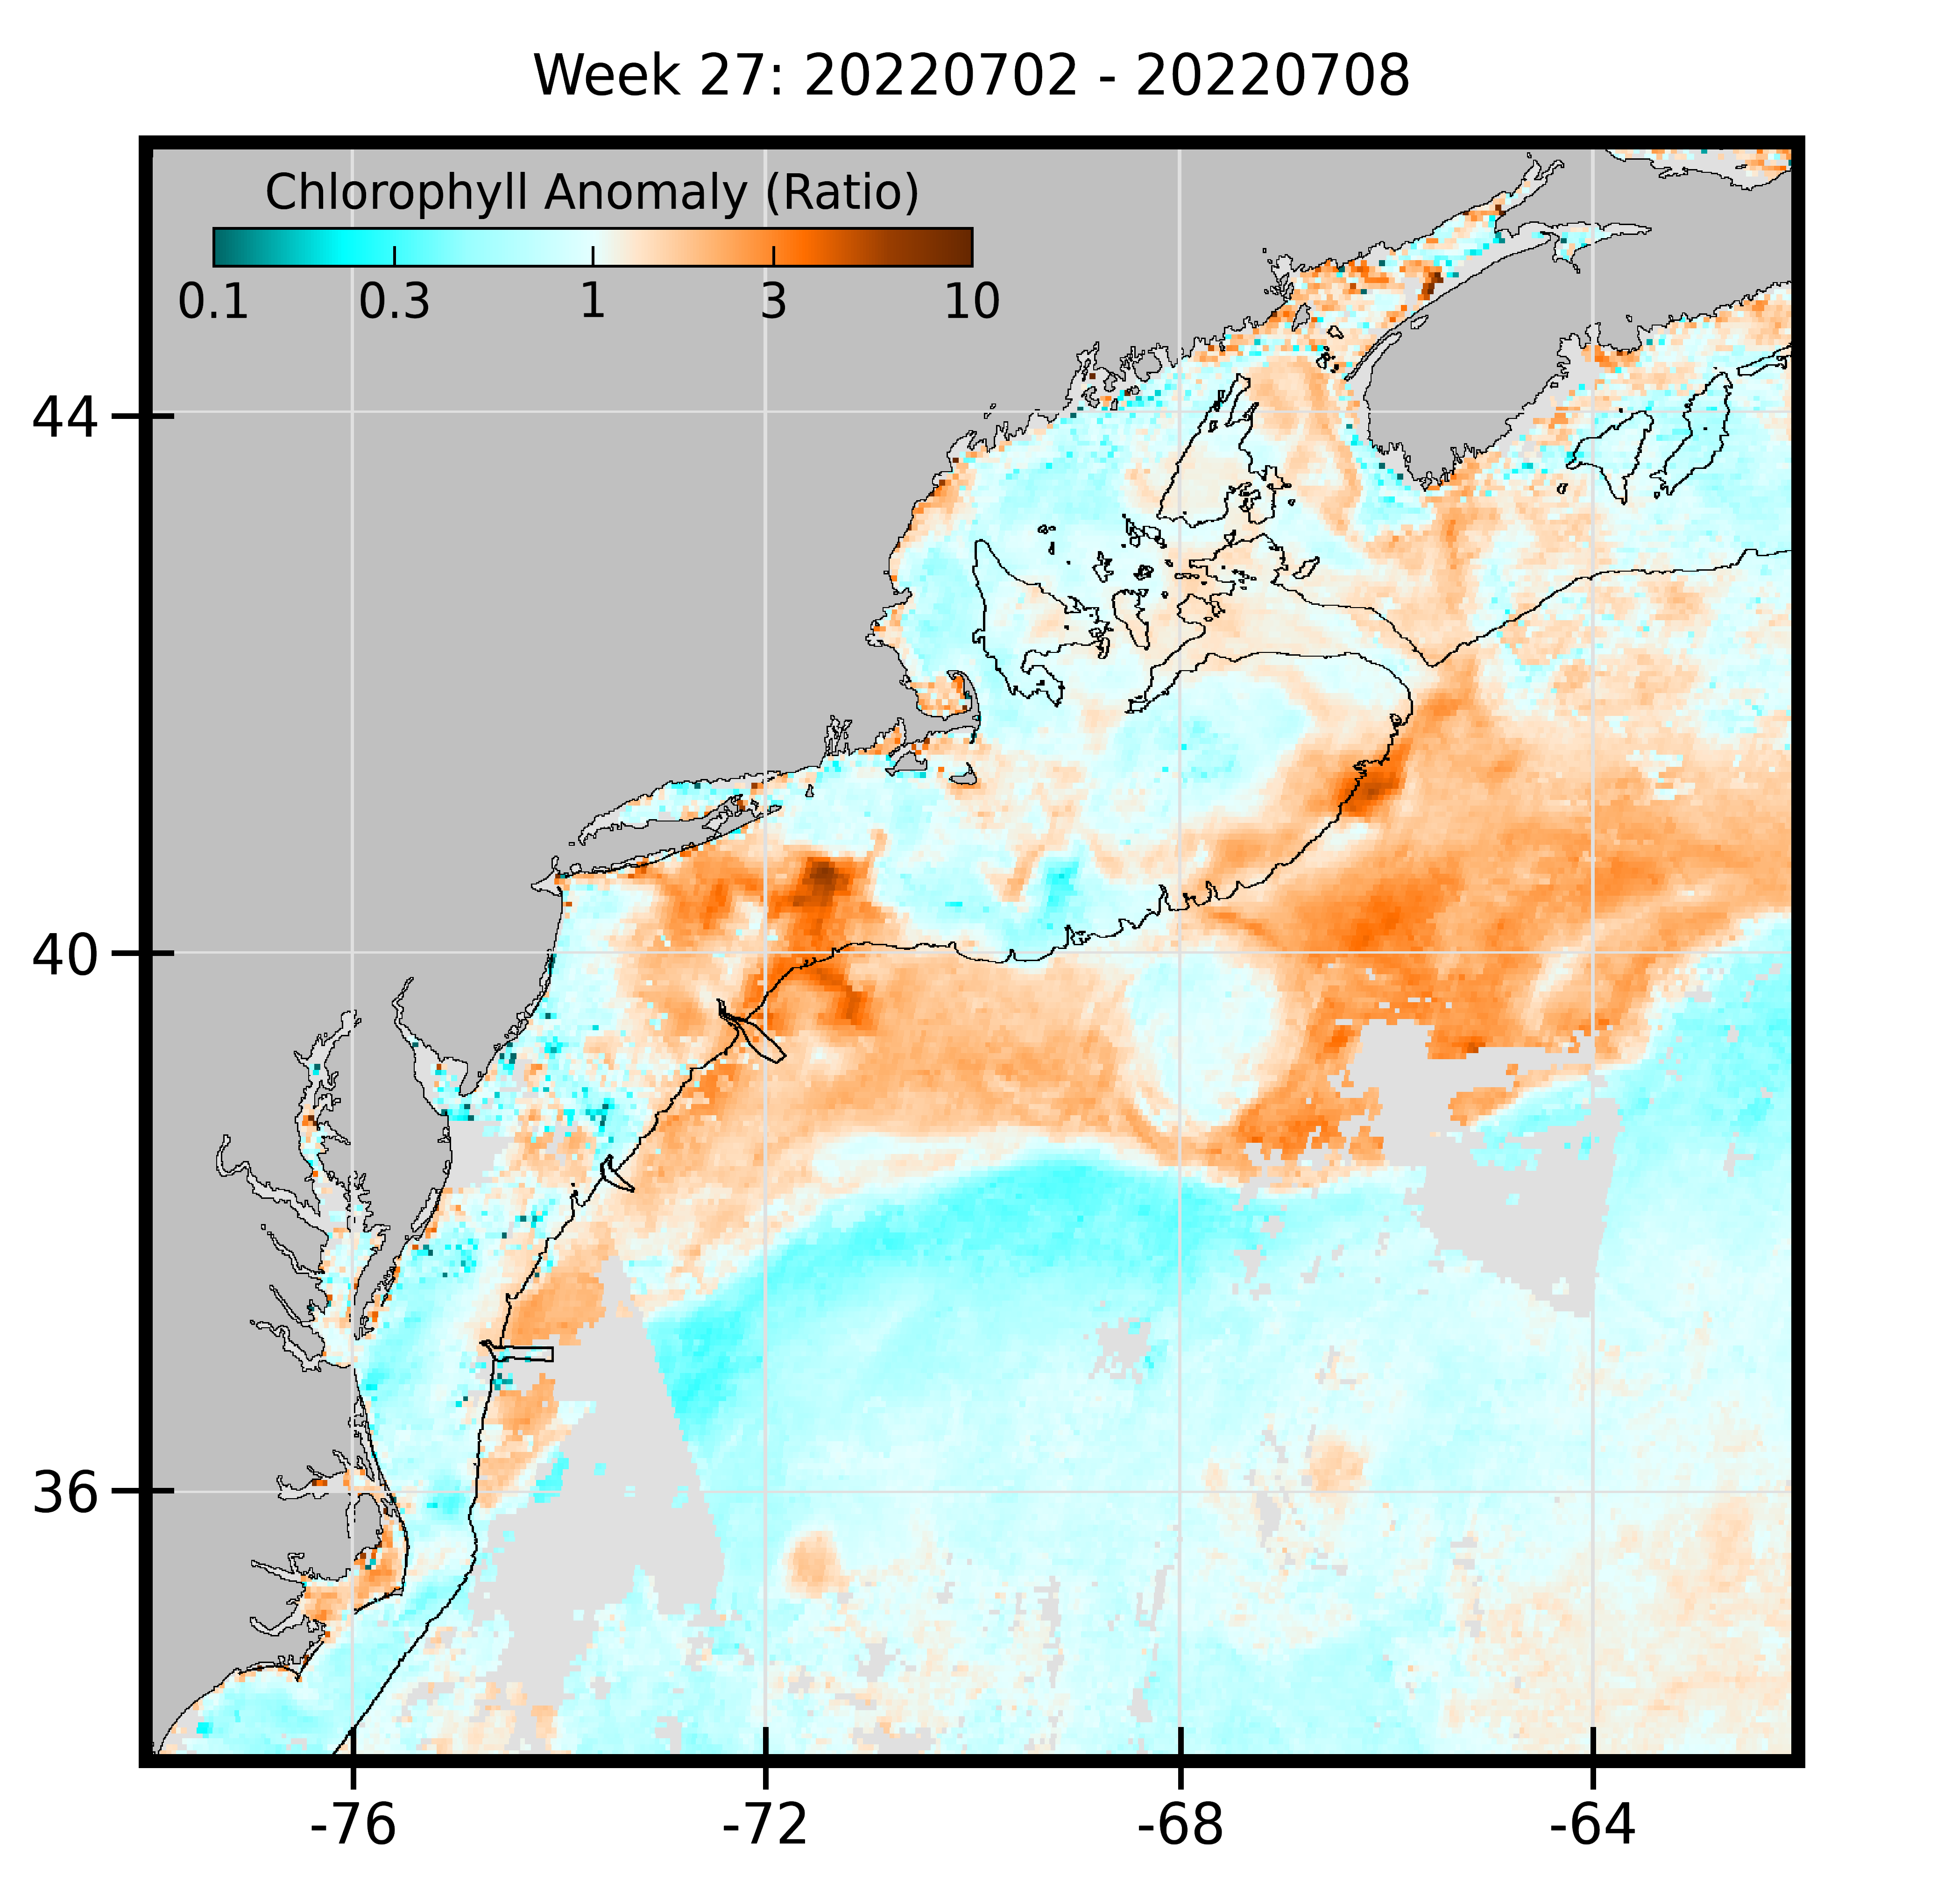 Week 27: 20220702 - 20220708
Chlorophyll Anomaly (Ratio)
0.1 0.3 1 3 10
44
40
36
-76 -72 -68 -64